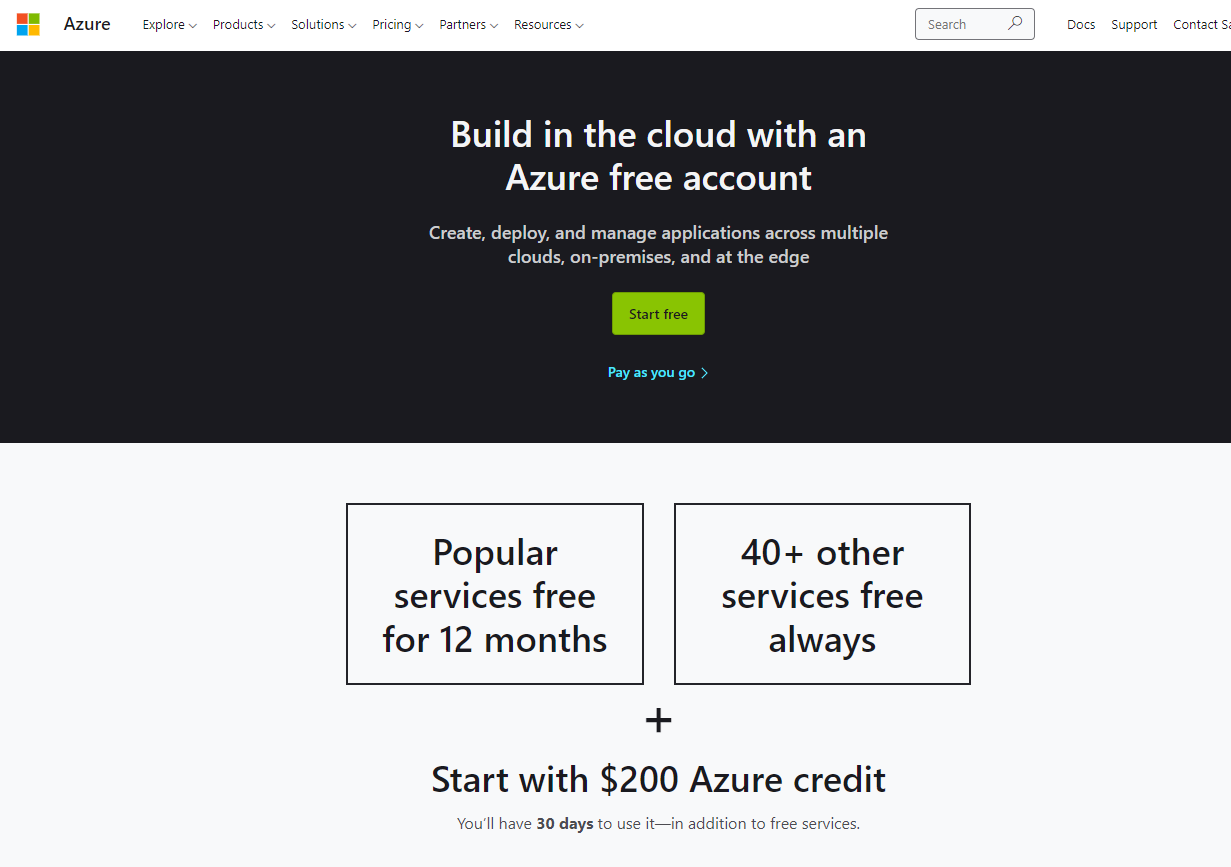 Azure Explore Products Solutions Pricing Partners Resources Search Docs Support Contact
Build in the cloud with an
Azure free account
Create, deploy, and manage applications across multiple
clouds, on-premises, and at the edge
Start free
Pay as you go
Popular
services free
for 12 months
40+ other
services free
always
+
Start with $200 Azure credit
You'll have 30 days to use it—in addition to free services.